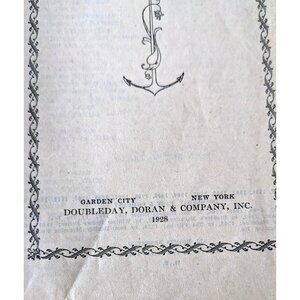 GARDEN CITY NEW YORK
DOUBLEDAY, DORAN & COMPANY, INC.
1928